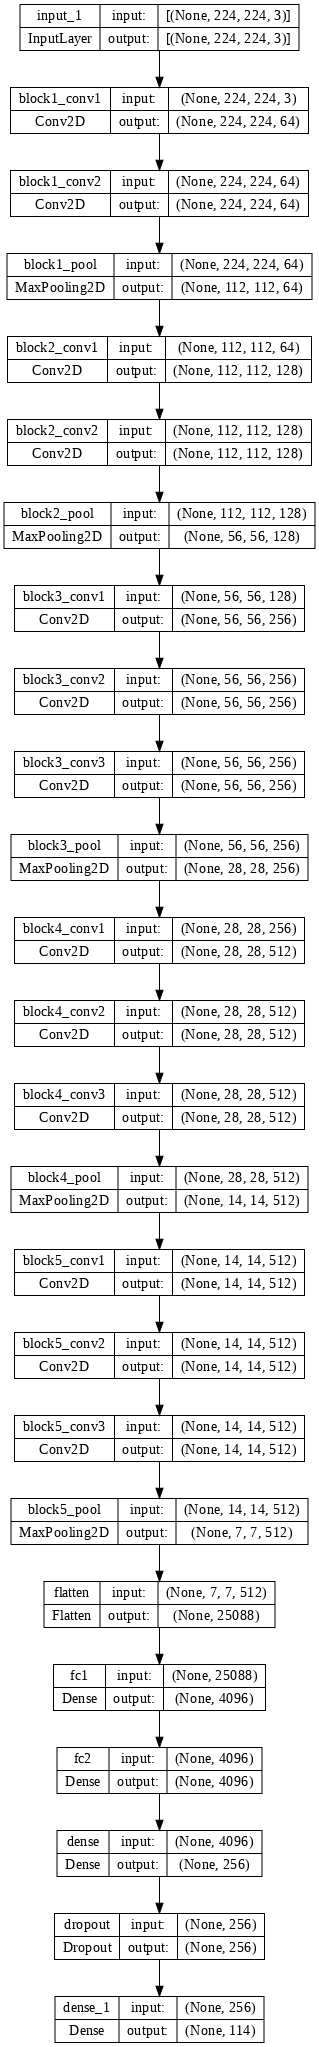 input_1 input: [(None, 224, 224, 3)]
InputLayer output: [(None, 224, 224, 3)]
block1_conv1 input: (None, 224, 224, 3)
Conv2D output: (None, 224, 224, 64)
block1_conv2 input: (None, 224, 224, 64)
Conv2D output: (None, 224, 224, 64)
block1_pool input: (None, 224, 224, 64)
MaxPooling2D output: (None, 112, 112, 64)
block2_conv1 input: (None, 112, 112, 64)
Conv2D output: (None, 112, 112, 128)
block2_conv2 input: (None, 112, 112, 128)
Conv2D output: (None, 112, 112, 128)
block2_pool input: (None, 112, 112, 128)
MaxPooling2D output: (None, 56, 56, 128)
block3_conv1 input: (None, 56, 56, 128)
Conv2D output: (None, 56, 56, 256)
block3_conv2 input: (None, 56, 56, 256)
Conv2D output: (None, 56, 56, 256)
block3_conv3 input: (None, 56, 56, 256)
Conv2D output: (None, 56, 56, 256)
block3_pool input: (None, 56, 56, 256)
MaxPooling2D output: (None, 28, 28, 256)
block4_conv1 input: (None, 28, 28, 256)
Conv2D output: (None, 28, 28, 512)
block4_conv2 input: (None, 28, 28, 512)
Conv2D output: (None, 28, 28, 512)
block4_conv3 input: (None, 28, 28, 512)
Conv2D output: (None, 28, 28, 512)
block4_pool input: (None, 28, 28, 512)
MaxPooling2D output: (None, 14, 14, 512)
block5_conv1 input: (None, 14, 14, 512)
Conv2D output: (None, 14, 14, 512)
block5_conv2 input: (None, 14, 14, 512)
Conv2D output: (None, 14, 14, 512)
block5_conv3 input: (None, 14, 14, 512)
Conv2D output: (None, 14, 14, 512)
block5_pool input: (None, 14, 14, 512)
MaxPooling2D output: (None, 7, 7, 512)
flatten input: (None, 7, 7, 512)
Flatten output: (None, 25088)
fc1 input: (None, 25088)
Dense output: (None, 4096)
fc2 input: (None, 4096)
Dense output: (None, 4096)
dense input: (None, 4096)
Dense output: (None, 256)
dropout input: (None, 256)
Dropout output: (None, 256)
dense_1 input: (None, 256)
Dense output: (None, 114)